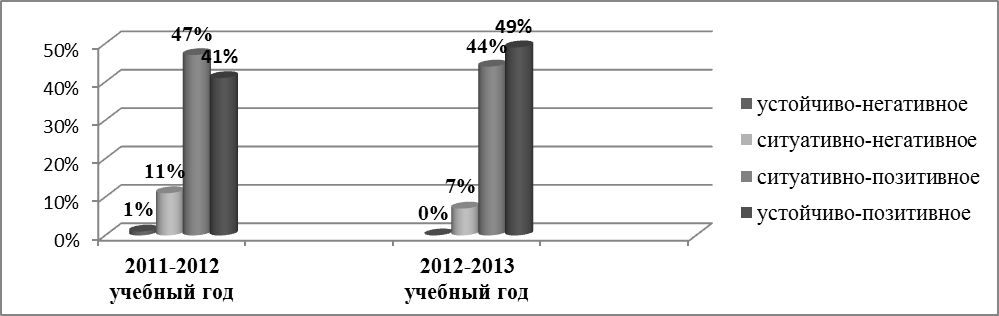 50%
40%
30%
20%
10%
0%
1%
11%
47%
41%
0%
7%
44%
49%
2011-2012
учебный год
2012-2013
учебный год
устойчиво-негативное
ситуативно-негативное
ситуативно-позитивное
устойчиво-позитивное